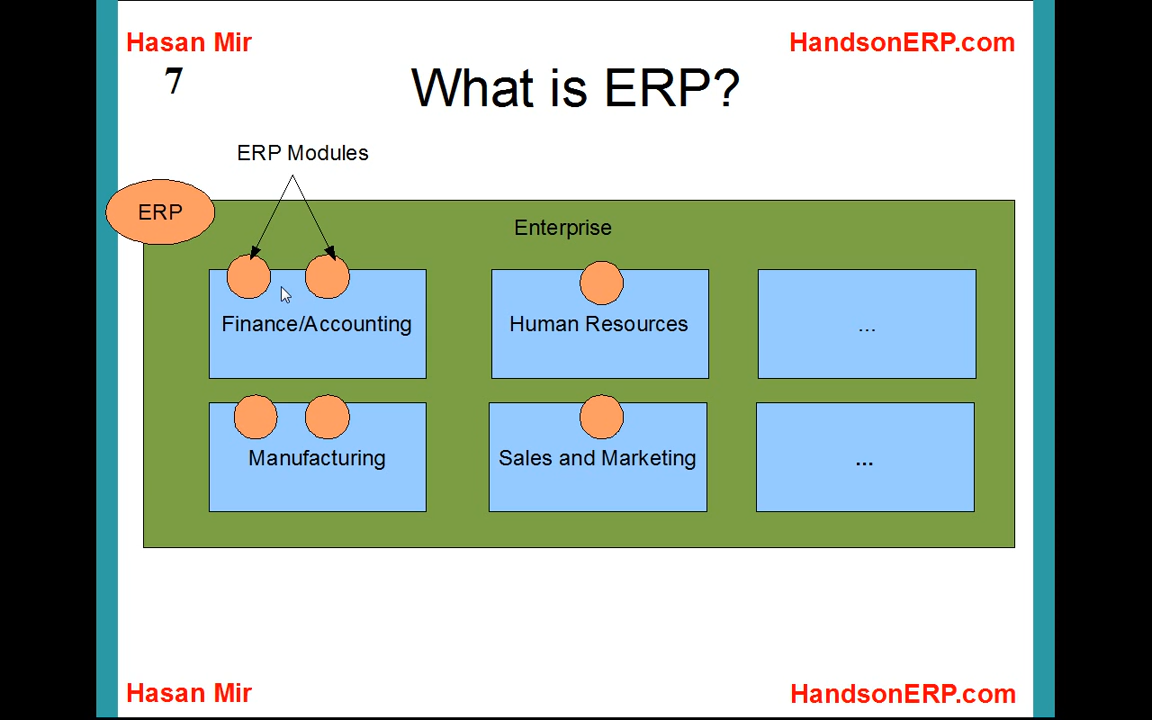 Hasan Mir
HandsonERP.com
7
What is ERP?
ERP Modules
ERP
Enterprise
Finance/Accounting
Human Resources
...
Manufacturing
Sales and Marketing
...
Hasan Mir
HandsonERP.com